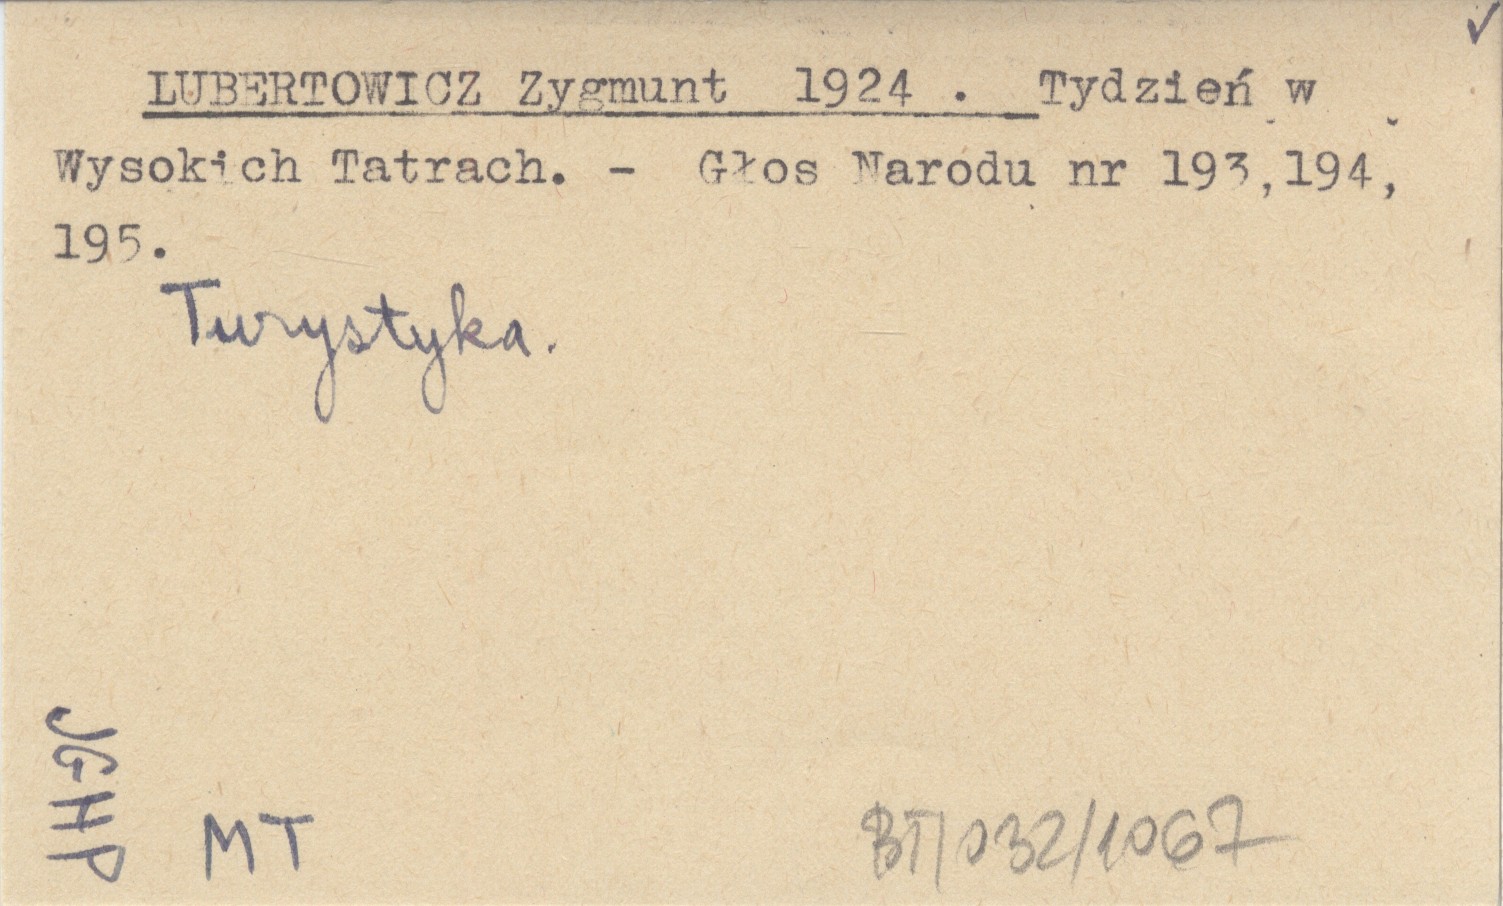 LUBERTOWICZ Zygmunt 1924 . Tydzień w
Wysokich Tatrach. - Głos Narodu nr 193,194,
195.
Turystyka.
JGHP
MT
BT/032/1067